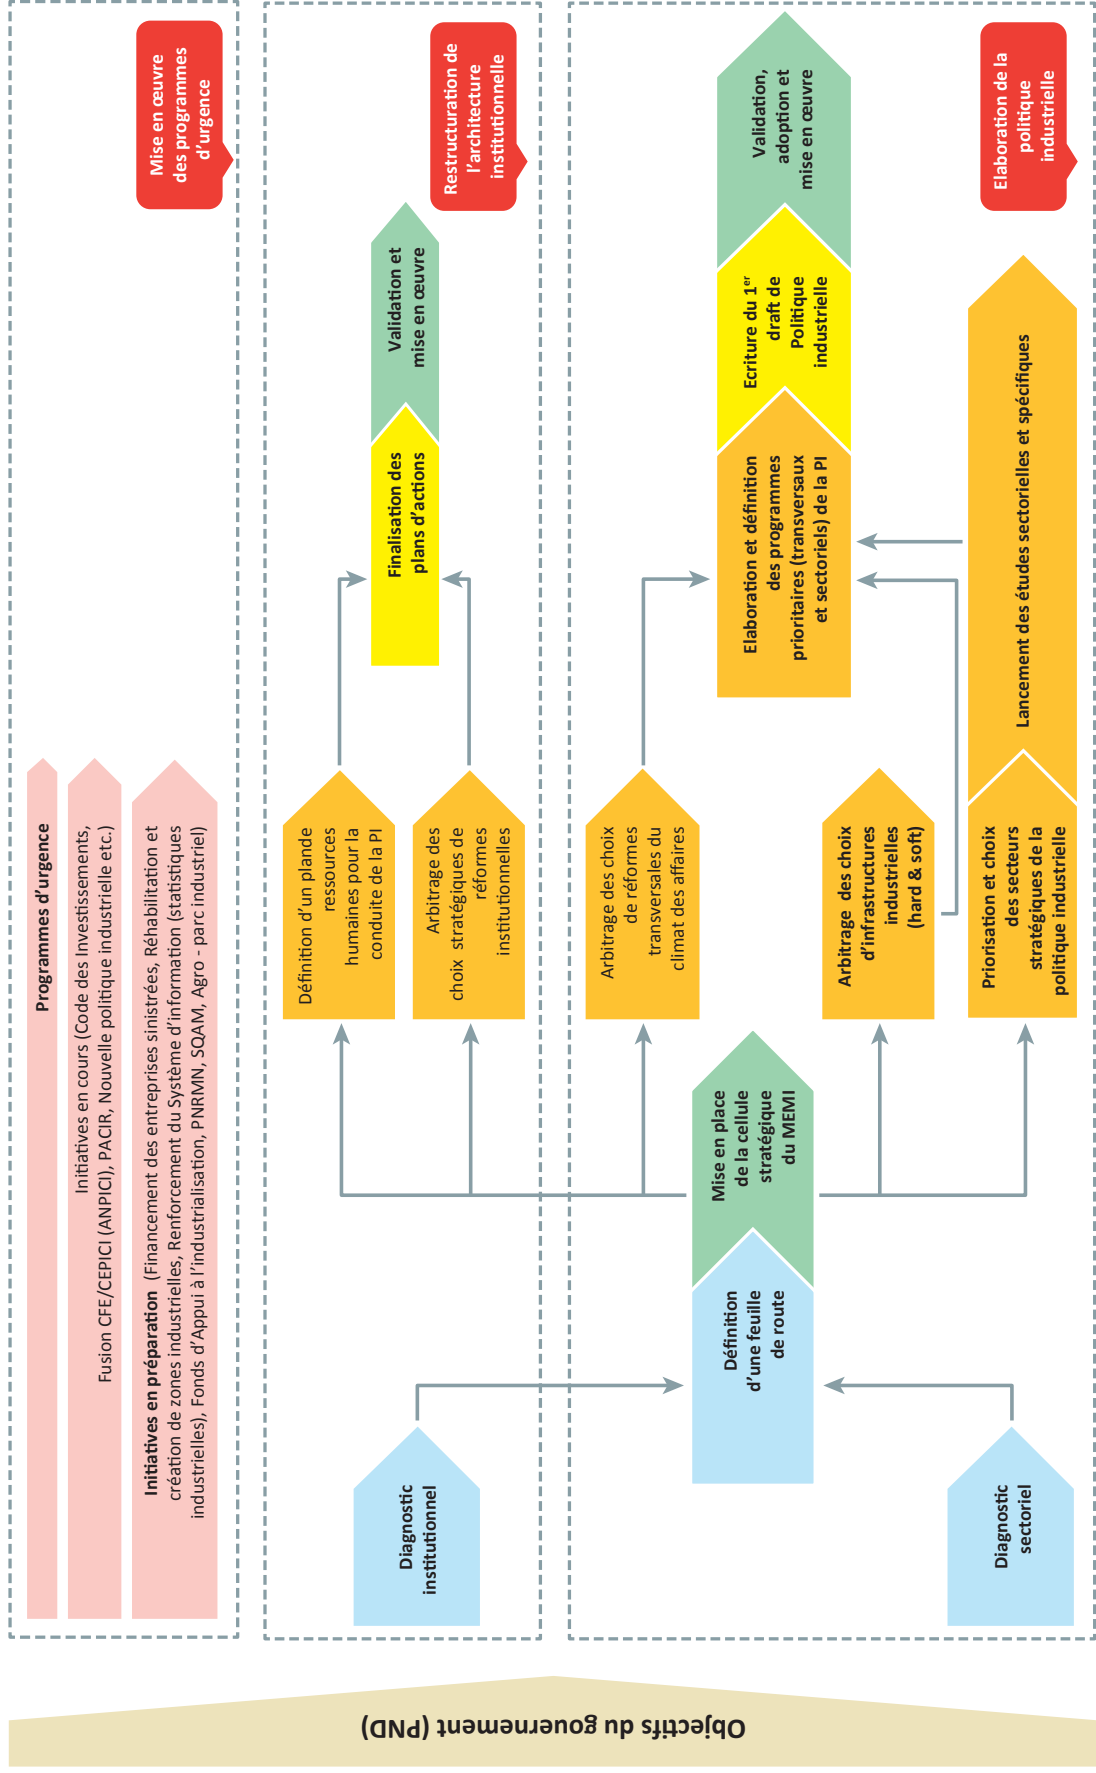 Objectifs du gouvernement (PND)
Programmes d’urgence
Initiatives en cours (Code des Investissements,
Fusion CFE/CEPICI (ANPICI), PACIR, Nouvelle politique industrielle etc.)
Initiatives en préparation (Financement des entreprises sinistrées, Réhabilitation et
création de zones industrielles, Renforcement du Système d’information (statistiques
industrielles), Fonds d’Appui à l’industrialisation, PNRMN, SQAM, Agro - parc industriel)
Mise en œuvre
des programmes
d’urgence
Diagnostic
institutionnel
Définition d’un plande
ressources
humaines pour la
conduite de la PI
Arbitrage des
choix stratégiques de
réformes
institutionnelles
Finalisation des
plans d’actions
Validation et
mise en œuvre
Restructuration de
l’architecture
institutionnelle
Diagnostic
sectoriel
Définition
d’une feuille
de route
Mise en place
de la cellule
stratégique
du MEMI
Arbitrage des choix
de réformes
transversales du
climat des affaires
Arbitrage des choix
d’infrastructures
industrielles
(hard & soft)
Priorisation et choix
des secteurs
stratégiques de la
politique industrielle
Lancement des études sectorielles et spécifiques
Elaboration et définition
des programmes
prioritaires (transversaux
et sectoriels) de la PI
Ecriture du 1er
draft de
Politique
industrielle
Validation,
adoption et
mise en œuvre
Elaboration de la
politique
industrielle